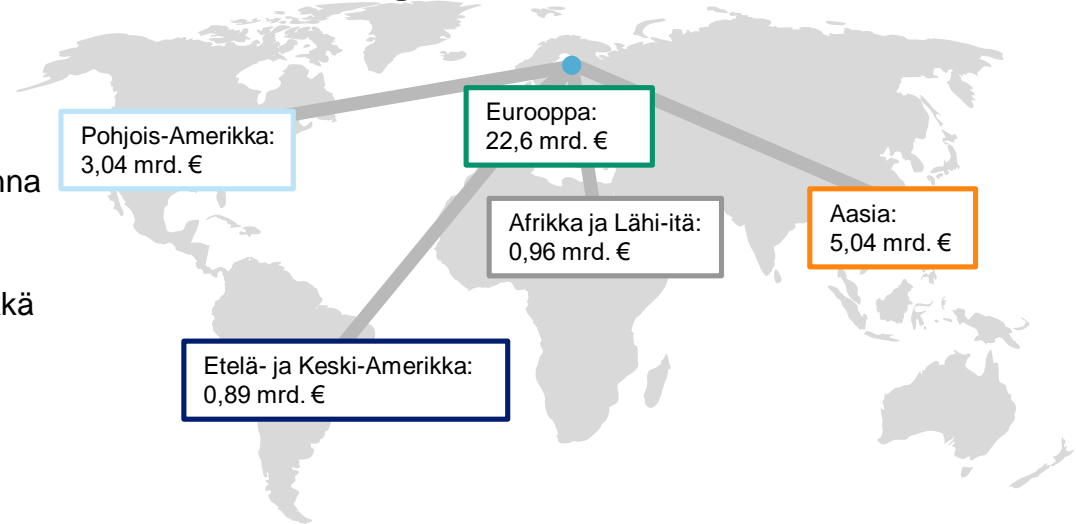 Eurooppa:
22,6 mrd. €
Pohjois-Amerikka:
3,04 mrd. €
Afrikka ja Lähi-itä:
0,96 mrd. €
Aasia:
5,04 mrd. €
Etelä- ja Keski-Amerikka:
0,89 mrd. €